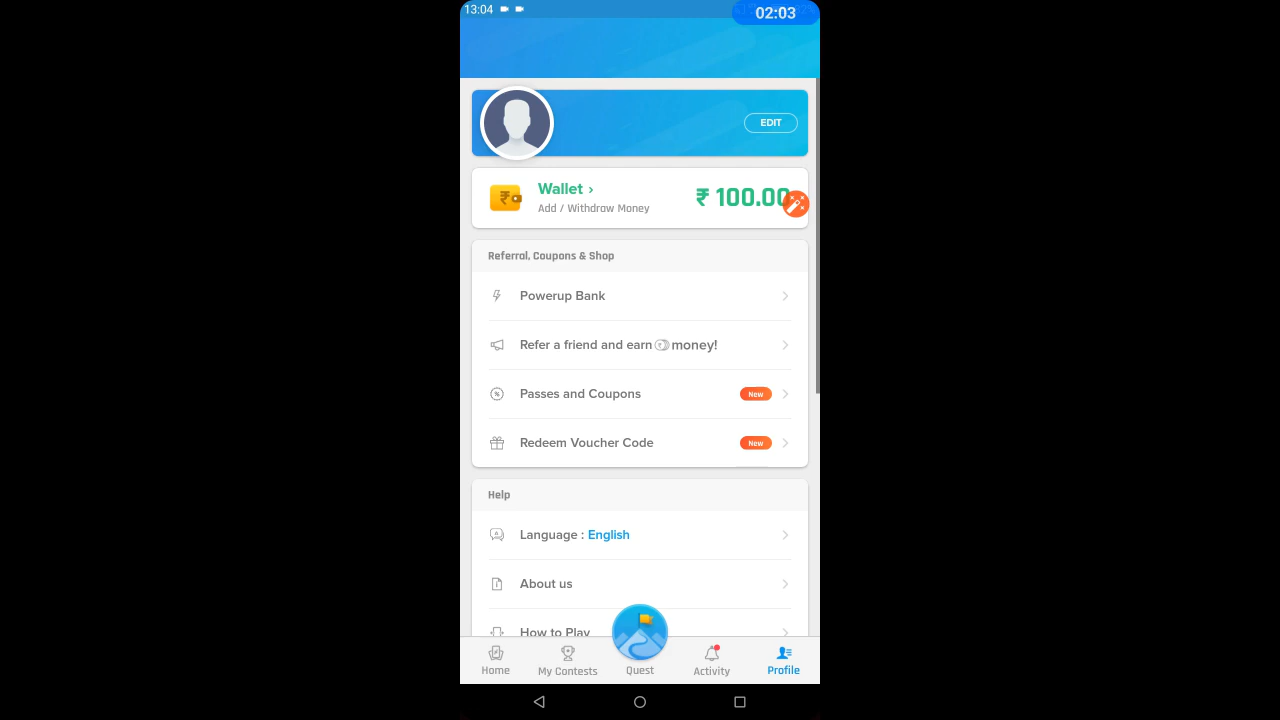 13:04
02:03
EDIT
Wallet ›
Add / Withdraw Money
₹ 100.00
Referral, Coupons & Shop
Powerup Bank
Refer a friend and earn money!
Passes and Coupons
New
Redeem Voucher Code
New
Help
Language : English
About us
How to Play
Home
My Contests
Quest
Activity
Profile